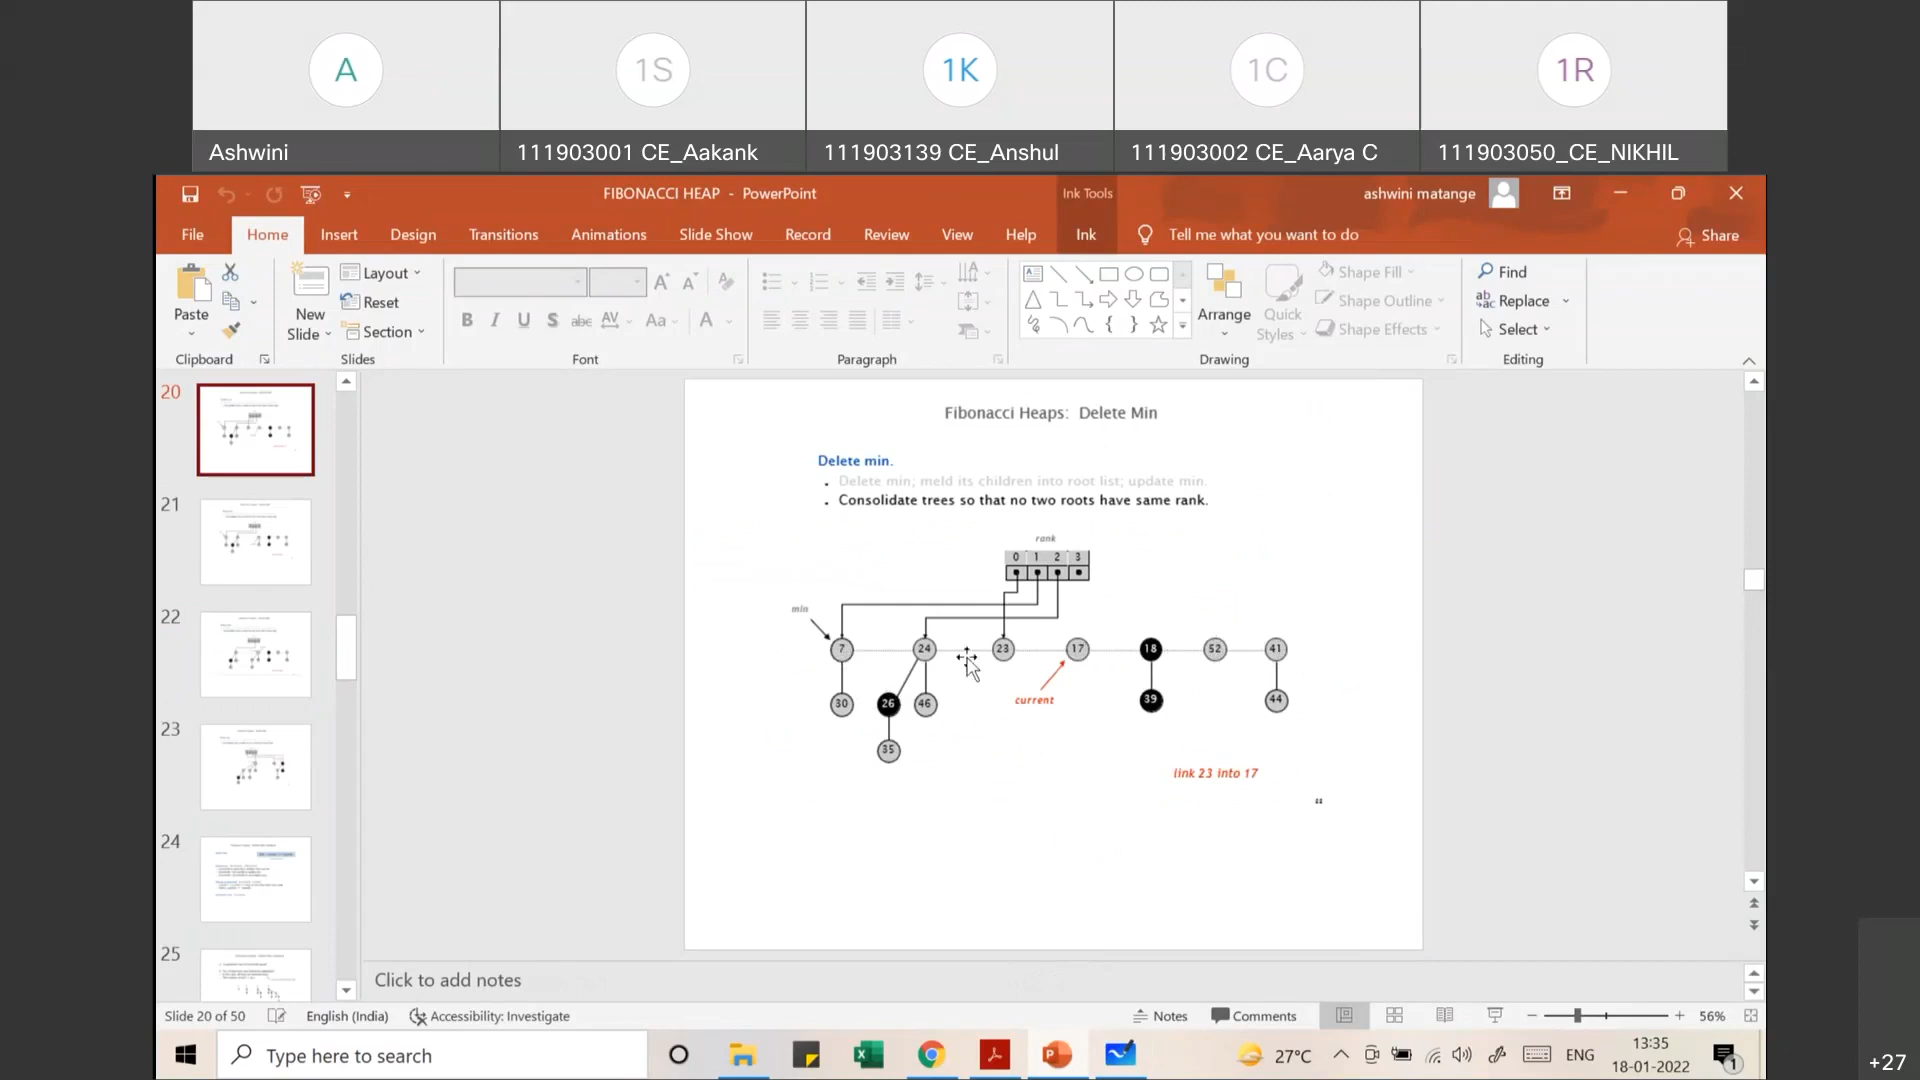 A
1S
1K
1C
1R
Ashwini
111903001 CE_Aakank
111903139 CE_Anshul
111903002 CE_Aarya C
111903050_CE_NIKHIL
FIBONACCI HEAP - PowerPoint
Ink Tools
ashwini matange
File Home Insert Design Transitions Animations Slide Show Record Review View Help Ink Tell me what you want to do Share
Paste
New Slide
Layout
Reset
Section
B I U S abc AV Aa A
Arrange
Quick Styles
Shape Fill
Shape Outline
Shape Effects
Find
Replace
Select
Clipboard Slides Font Paragraph Drawing Editing
20
21
22
23
24
25
Fibonacci Heaps: Delete Min
Delete min.
Delete min; meld its children into root list; update min.
Consolidate trees so that no two roots have same rank.
rank
0 1 2 3
min
7 24 23 17 18 52 41
30 26 46 current 39 44
35
link 23 into 17
“
Click to add notes
Slide 20 of 50 English (India) Accessibility: Investigate Notes Comments 56%
Type here to search
27°C ENG 13:35
18-01-2022
1
+27